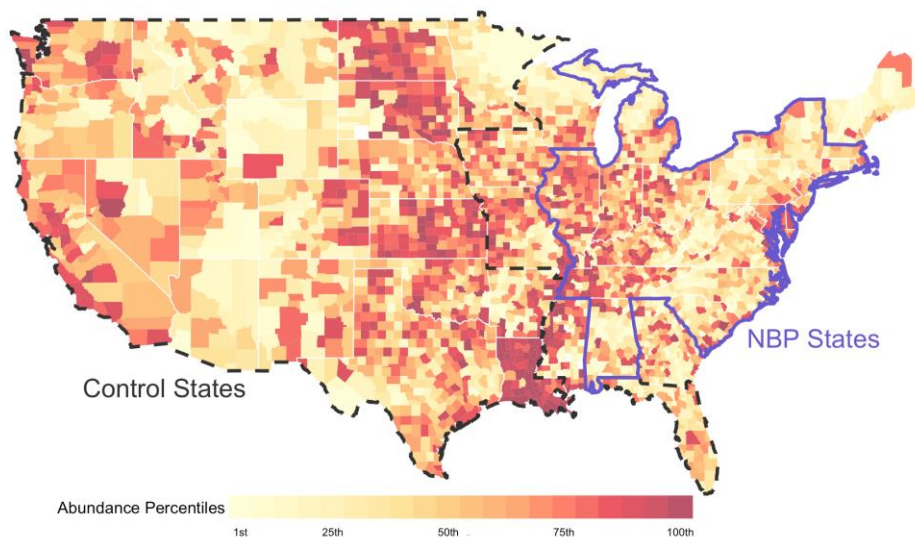 NBP States
Control States
Abundance Percentiles
1st 25th 50th 75th 100th